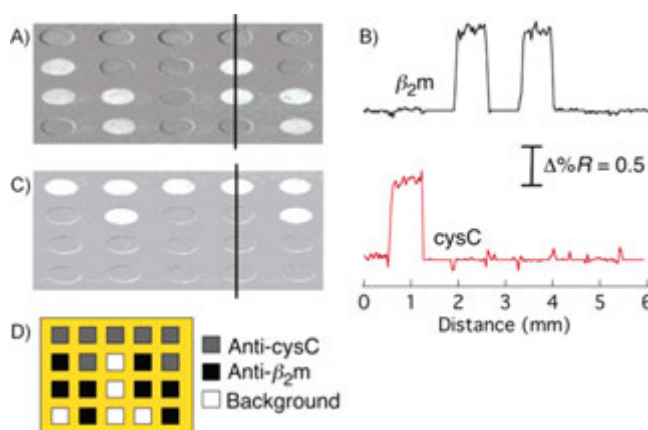 A)
B)
β₂m
Δ%R = 0.5
C)
cysC
0 1 2 3 4 5 6
Distance (mm)
D)
Anti-cysC
Anti-β₂m
Background